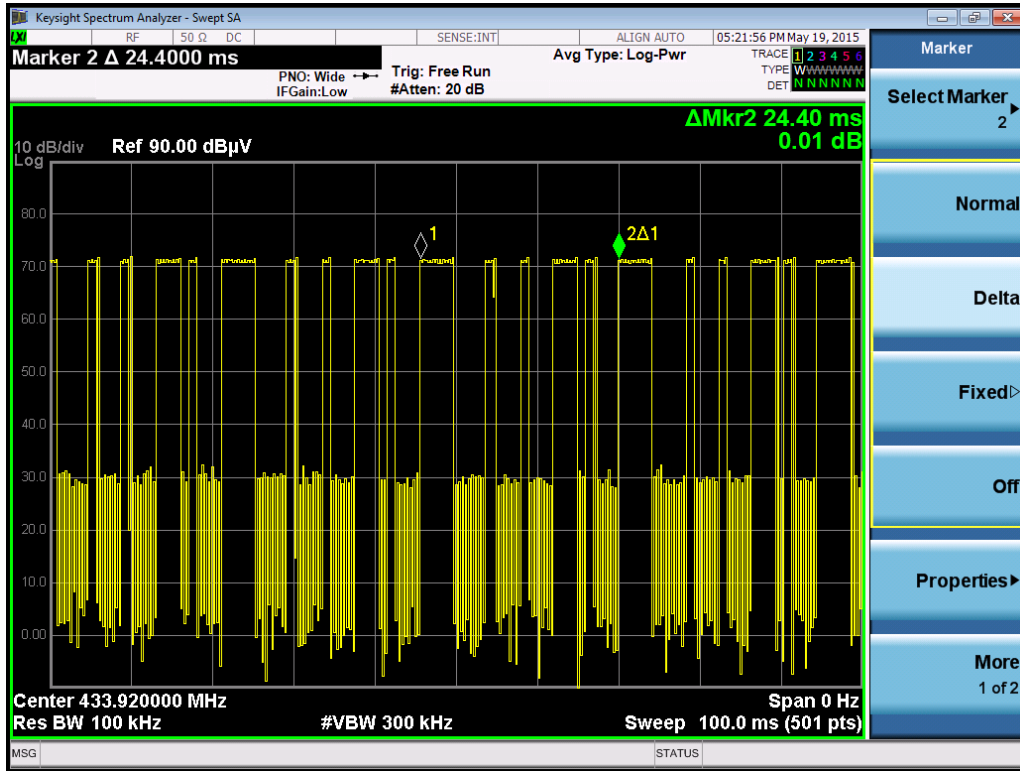 Keysight Spectrum Analyzer - Swept SA
LXI
RF 50 Ω DC SENSE:INT ALIGN AUTO 05:21:56 PM May 19, 2015
Marker 2 Δ 24.4000 ms
PNO: Wide
IFGain:Low
Trig: Free Run
#Atten: 20 dB
Avg Type: Log-Pwr
TRACE 1 2 3 4 5 6
TYPE W W W W W W
DET N N N N N N
ΔMkr2 24.40 ms
0.01 dB
10 dB/div Ref 90.00 dBµV
Log
80.0
70.0
60.0
50.0
40.0
30.0
20.0
10.0
0.00
1
2Δ1
Center 433.920000 MHz Span 0 Hz
Res BW 100 kHz #VBW 300 kHz Sweep 100.0 ms (501 pts)
MSG STATUS
Marker
Select Marker
2
Normal
Delta
Fixed
Off
Properties
More
1 of 2